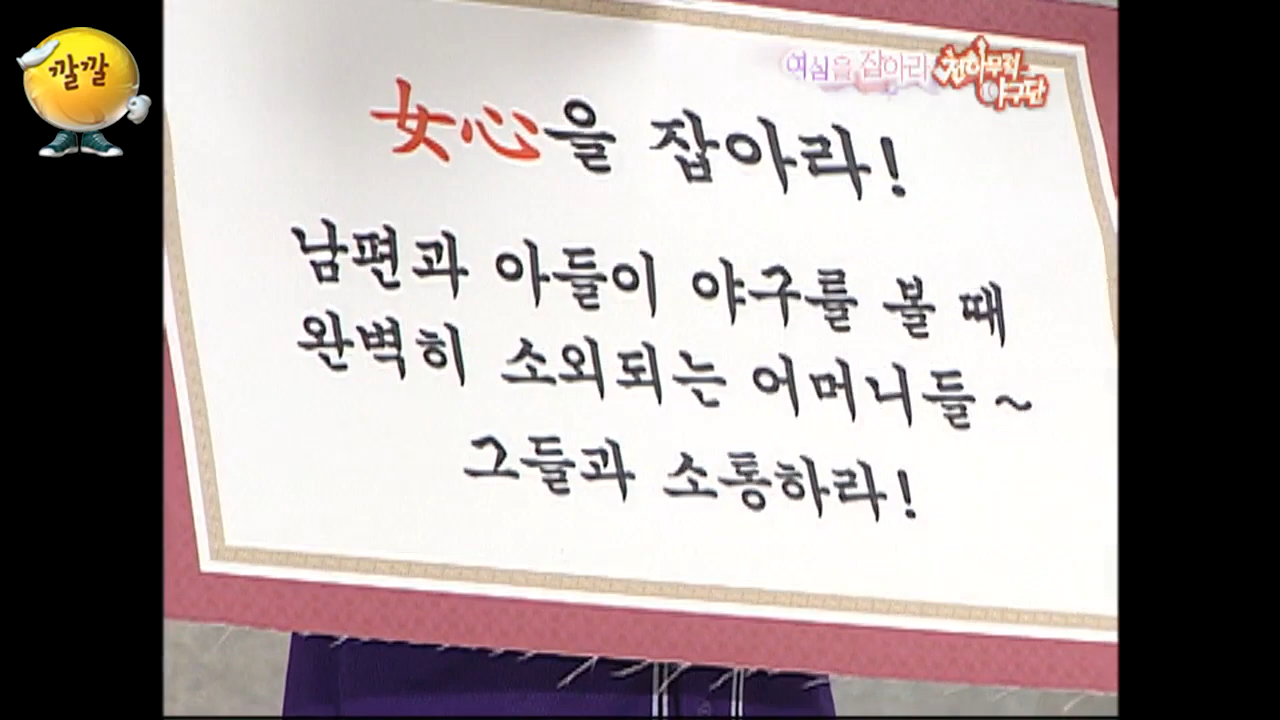 깔깔
여심을 잡아라
천하무적
야구단
女心을 잡아라!
남편과 아들이 야구를 볼 때
완벽히 소외되는 어머니들~
그들과 소통하라!